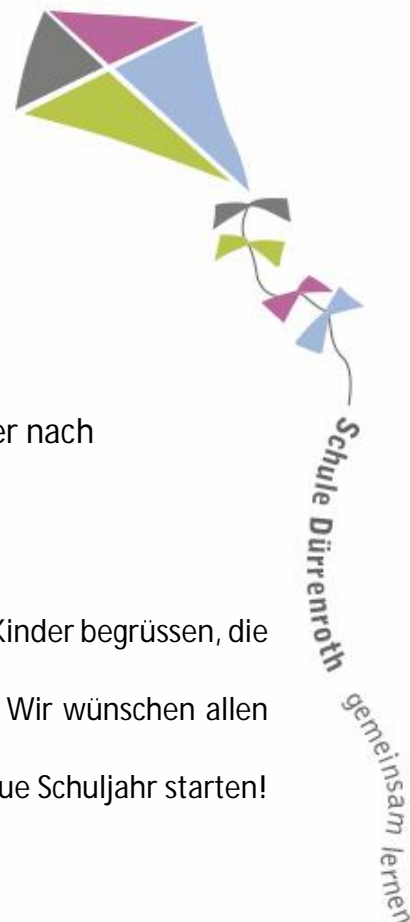 er nach
Kinder begrüssen, die
Wir wünschen allen
ue Schuljahr starten!
Schule Dürrenroth gemeinsam lernen